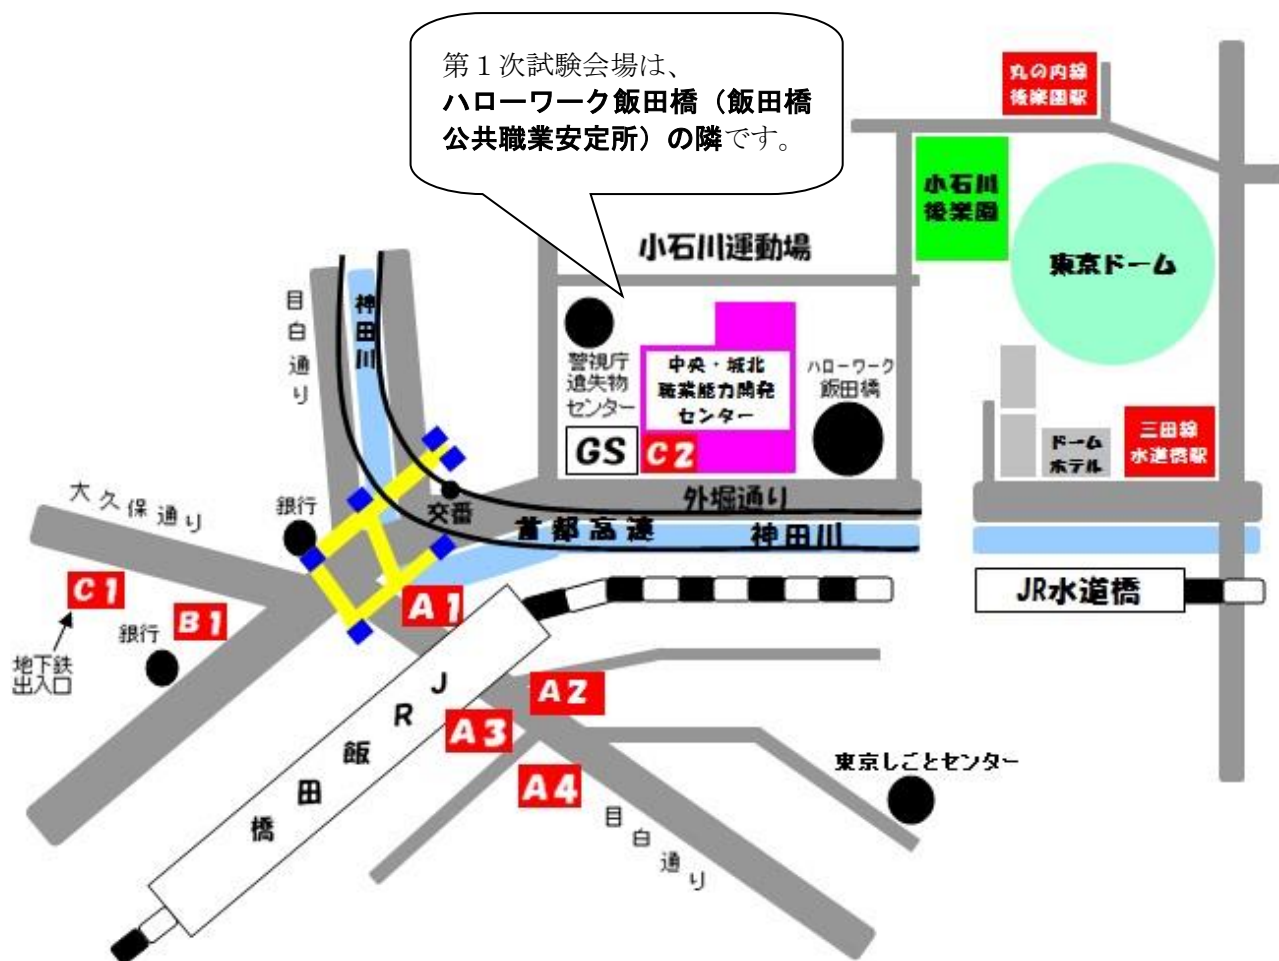 第１次試験会場は、
ハローワーク飯田橋（飯田橋
公共職業安定所）の隣です。
丸の内線
後楽園駅
小石川
後楽園
東京ドーム
小石川運動場
目白通り
神田川
警視庁
遺失物
センター
中央・城北
職業能力開発
センター
ハローワーク
飯田橋
GS
C2
ドーム
ホテル
三田線
水道橋駅
大久保通り
銀行
交番
外堀通り
首都高速
神田川
C1
B1
銀行
地下鉄
出入口
A1
JR水道橋
JR飯田橋
A2
A3
A4
目白通り
東京しごとセンター